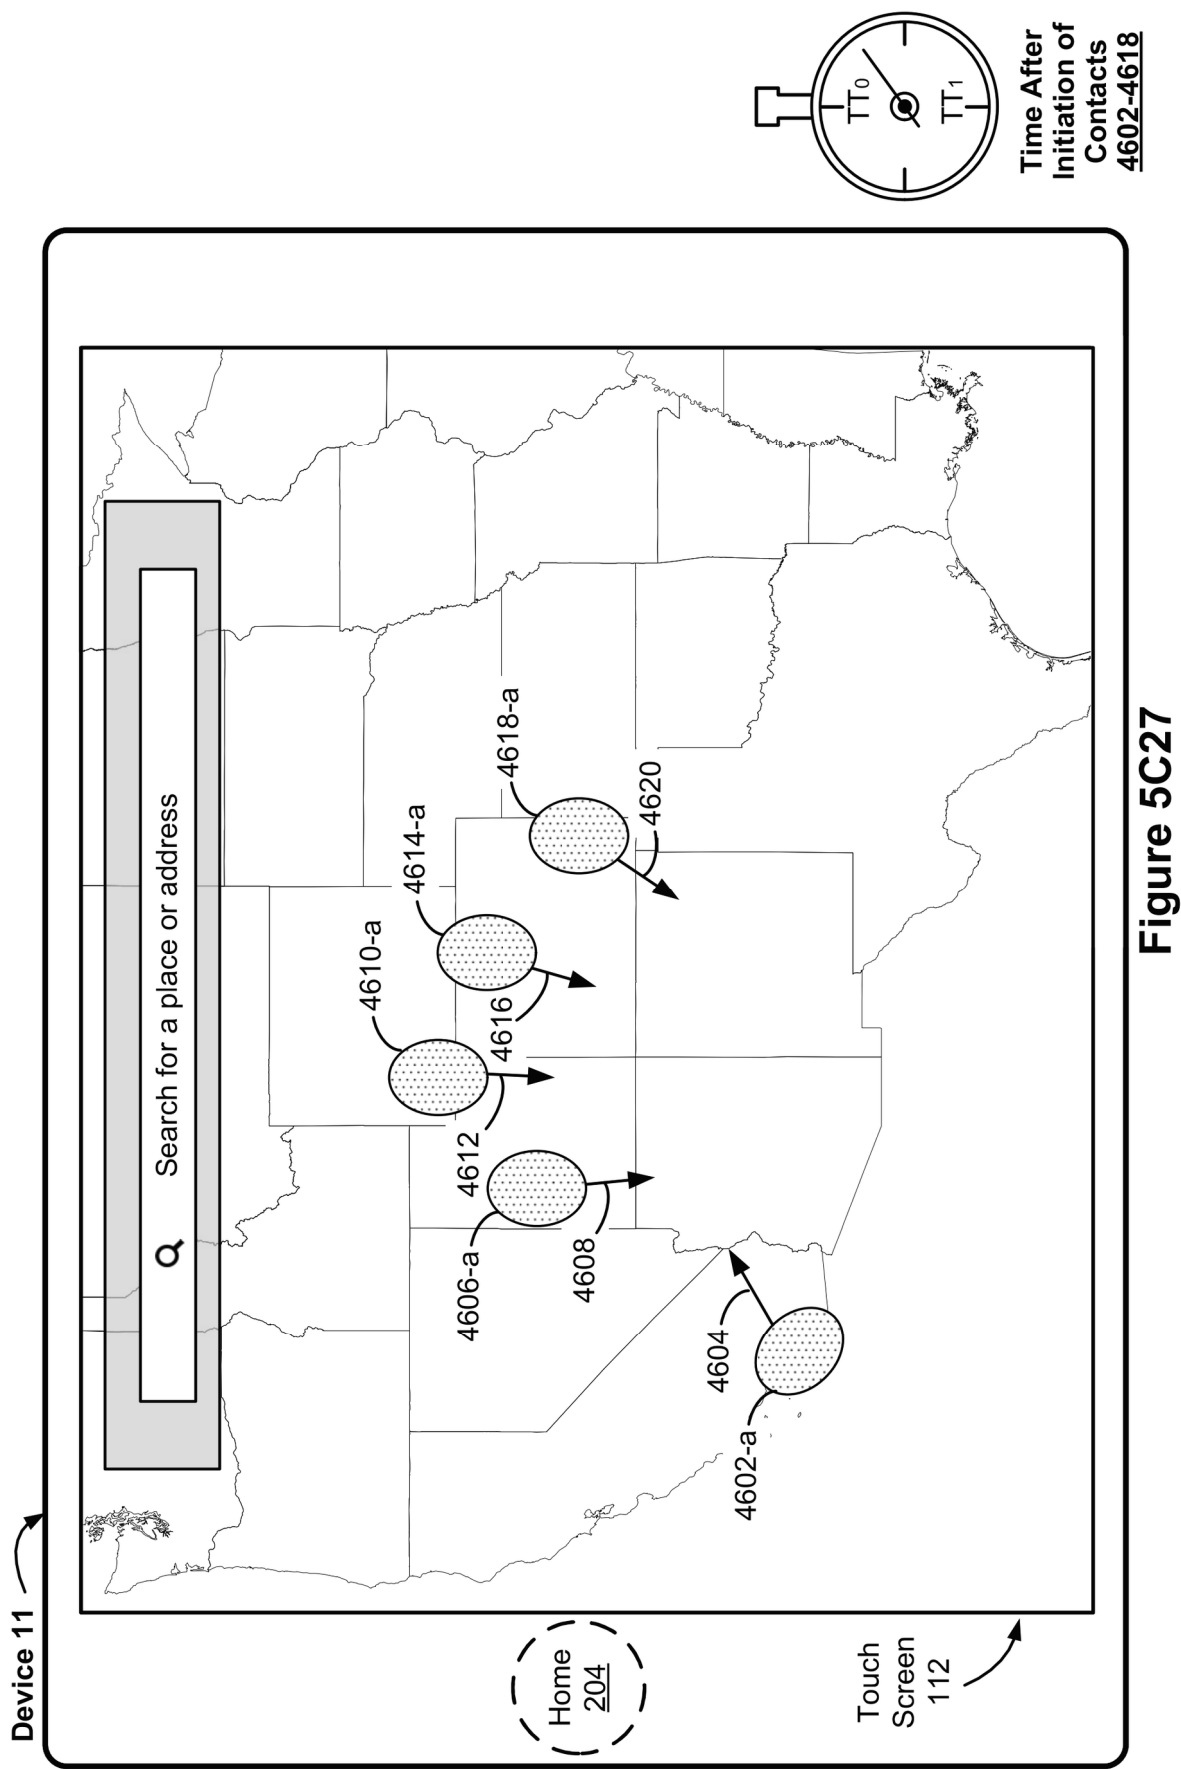 Device 11
Search for a place or address
4610-a
4614-a
4618-a
4606-a
4612
4616
4620
4608
4602-a
4604
Home
204
Touch
Screen
112
TT0
TT1
Time After
Initiation of
Contacts
4602-4618
Figure 5C27